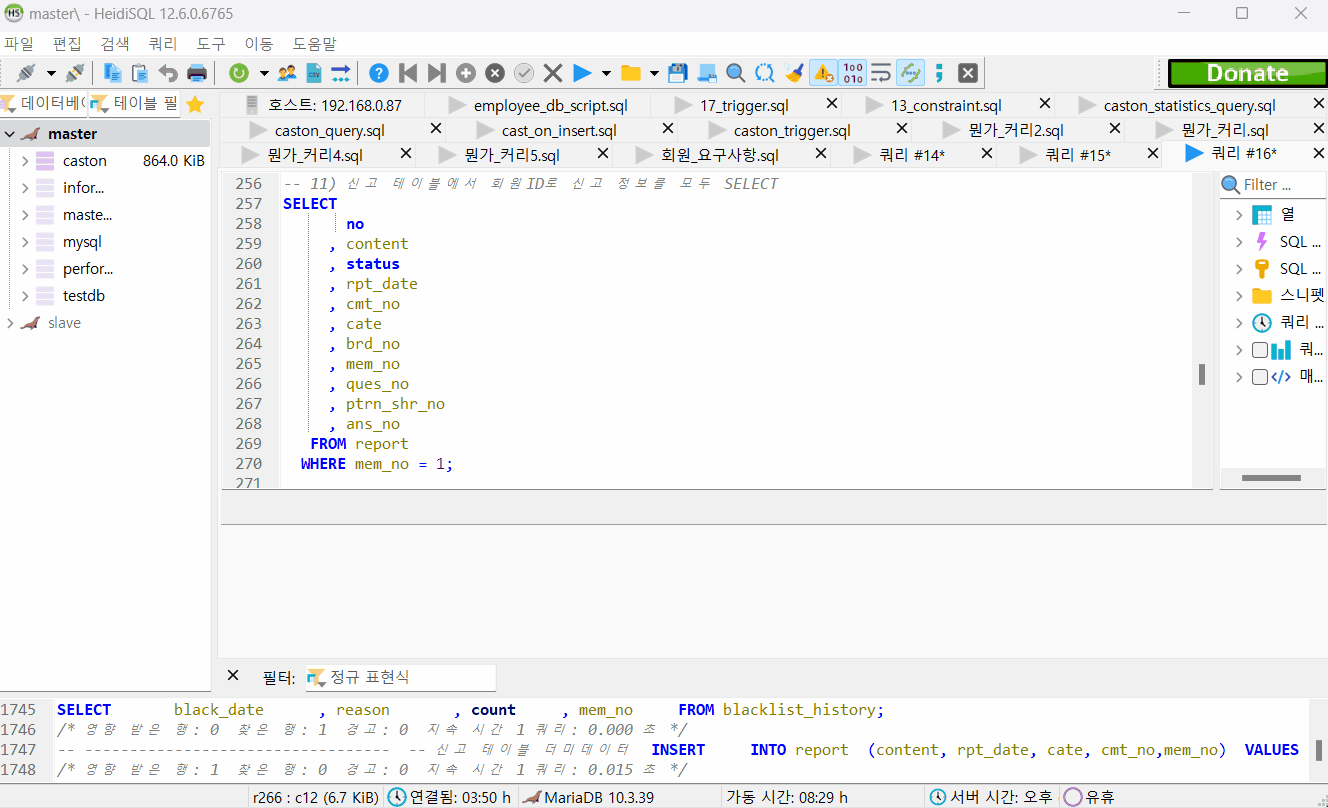 HS master\ - HeidiSQL 12.6.0.6765
파일 편집 검색 쿼리 도구 이동 도움말
Donate
데이터베( 테이블 필
호스트: 192.168.0.87 employee_db_script.sql 17_trigger.sql 13_constraint.sql caston_statistics_query.sql
caston_query.sql cast_on_insert.sql caston_trigger.sql 뭔가_커리2.sql 뭔가_커리.sql
뭔가_커리4.sql 뭔가_커리5.sql 회원_요구사항.sql 쿼리 #14* 쿼리 #15* 쿼리 #16*
master
caston 864.0 KiB
infor...
maste...
mysql
perfor...
testdb
slave
256 -- 11) 신고 테이블에서 회원ID로 신고 정보를 모두 SELECT
257 SELECT
258 no
259 , content
260 , status
261 , rpt_date
262 , cmt_no
263 , cate
264 , brd_no
265 , mem_no
266 , ques_no
267 , ptrn_shr_no
268 , ans_no
269 FROM report
270 WHERE mem_no = 1;
271
Filter ...
열
SQL ...
SQL ...
스니펫
쿼리 ...
쿼...
매...
필터: 정규 표현식
1745 SELECT black_date , reason , count , mem_no FROM blacklist_history;
1746 /* 영향 받은 행: 0 찾은 행: 1 경고: 0 지속 시간 1 쿼리: 0.000 초 */
1747 -- ---------------------------------- -- 신고 테이블 더미데이터 INSERT INTO report (content, rpt_date, cate, cmt_no,mem_no) VALUES
1748 /* 영향 받은 행: 1 찾은 행: 0 경고: 0 지속 시간 1 쿼리: 0.015 초 */
r266 : c12 (6.7 KiB) 연결됨: 03:50 h MariaDB 10.3.39 가동 시간: 08:29 h 서버 시간: 오후 유휴